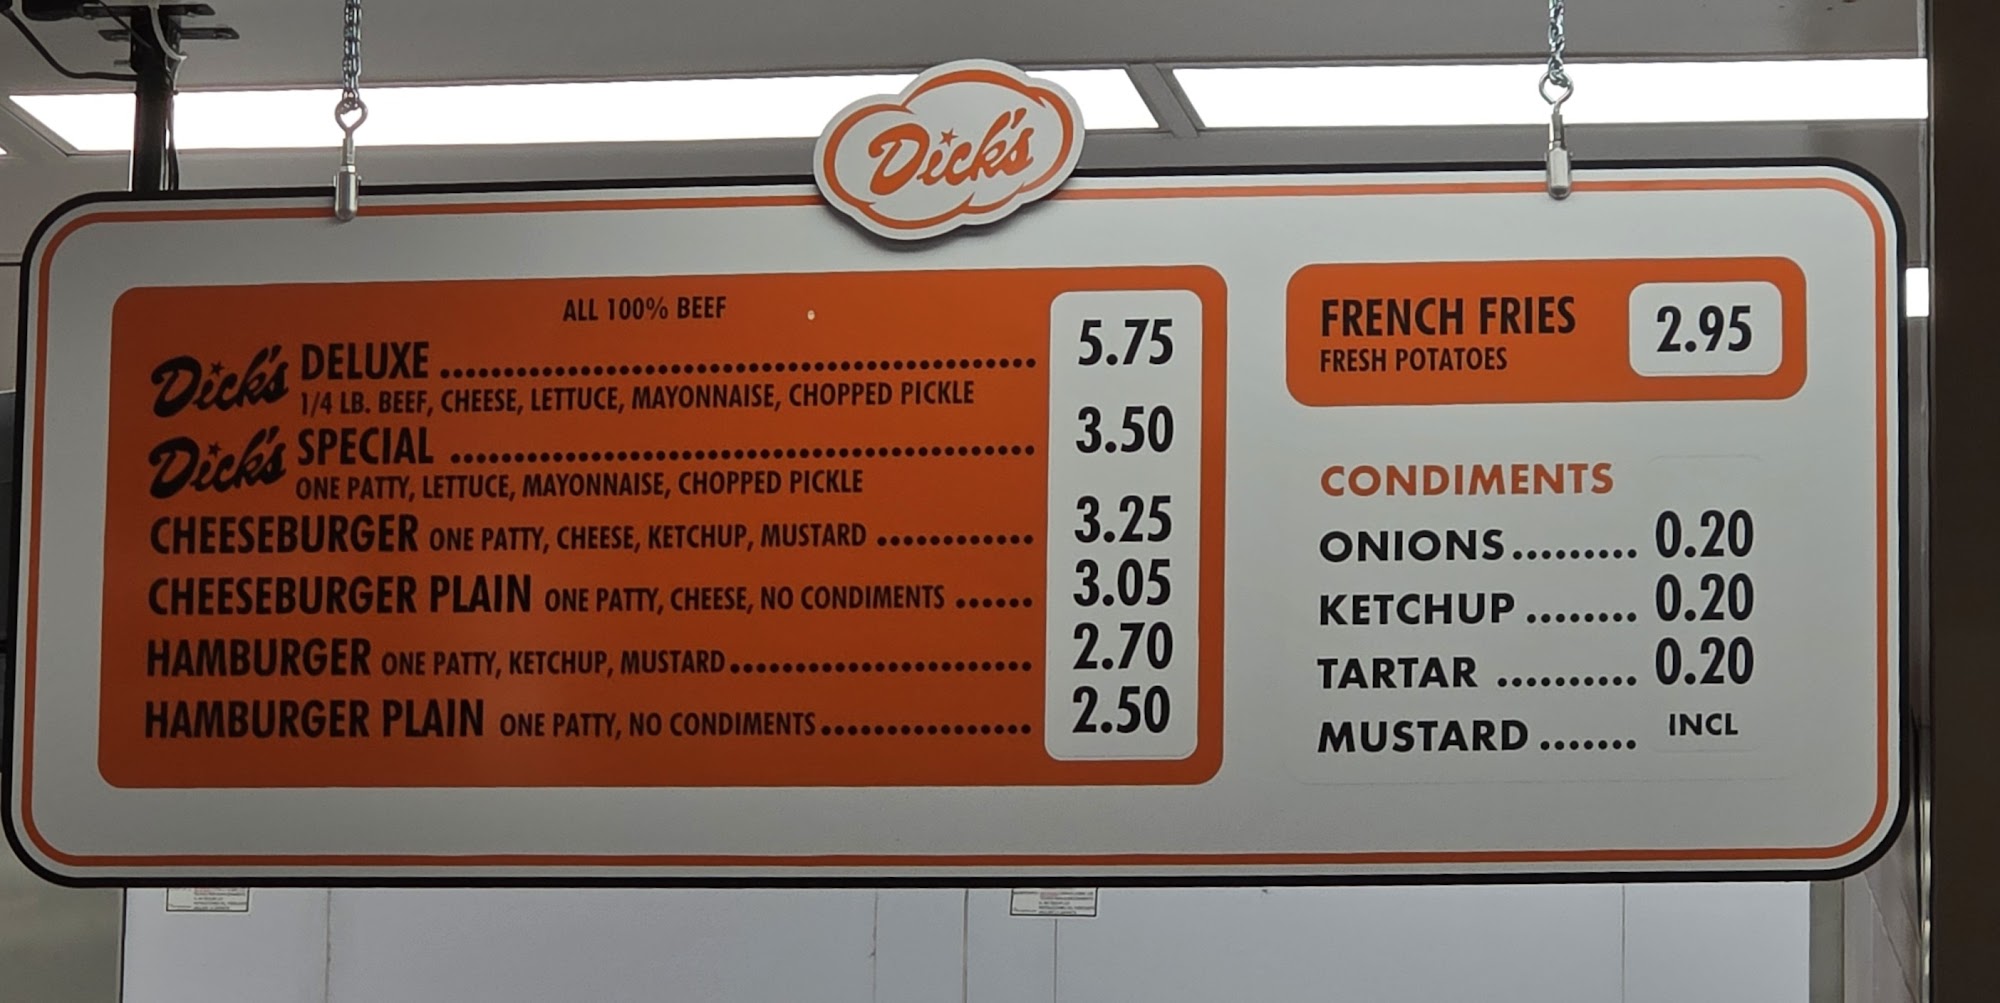 Dick's
ALL 100% BEEF
Dick's DELUXE ........................................ 5.75
1/4 LB. BEEF, CHEESE, LETTUCE, MAYONNAISE, CHOPPED PICKLE
Dick's SPECIAL ........................................ 3.50
ONE PATTY, LETTUCE, MAYONNAISE, CHOPPED PICKLE
CHEESEBURGER ONE PATTY, CHEESE, KETCHUP, MUSTARD ........... 3.25
CHEESEBURGER PLAIN ONE PATTY, CHEESE, NO CONDIMENTS ...... 3.05
HAMBURGER ONE PATTY, KETCHUP, MUSTARD ..................... 2.70
HAMBURGER PLAIN ONE PATTY, NO CONDIMENTS ............... 2.50
FRENCH FRIES 2.95
FRESH POTATOES
CONDIMENTS
ONIONS ......... 0.20
KETCHUP ........ 0.20
TARTAR .......... 0.20
MUSTARD ....... INCL